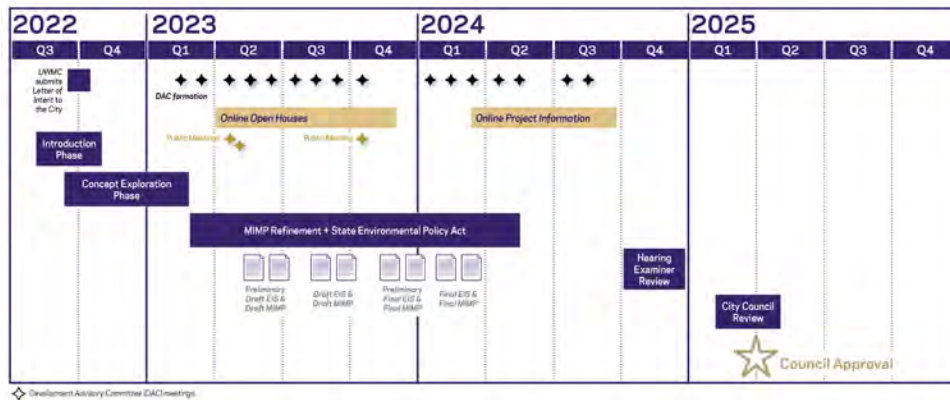 2022 2023 2024 2025
Q3 Q4 Q1 Q2 Q3 Q4 Q1 Q2 Q3 Q4 Q1 Q2 Q3 Q4
UWMC
submits
Letter of
Intent to
the City
DAC formation
Online Open Houses
Online Project Information
Public Meetings
Public Meeting
Introduction
Phase
Concept Exploration
Phase
MIMP Refinement + State Environmental Policy Act
Preliminary
Draft EIS &
Draft MIMP
Draft EIS &
Draft MIMP
Preliminary
Final EIS &
Final MIMP
Final EIS &
Final MIMP
Hearing
Examiner
Review
City Council
Review
Council Approval
Development Advisory Committee (DAC) meetings